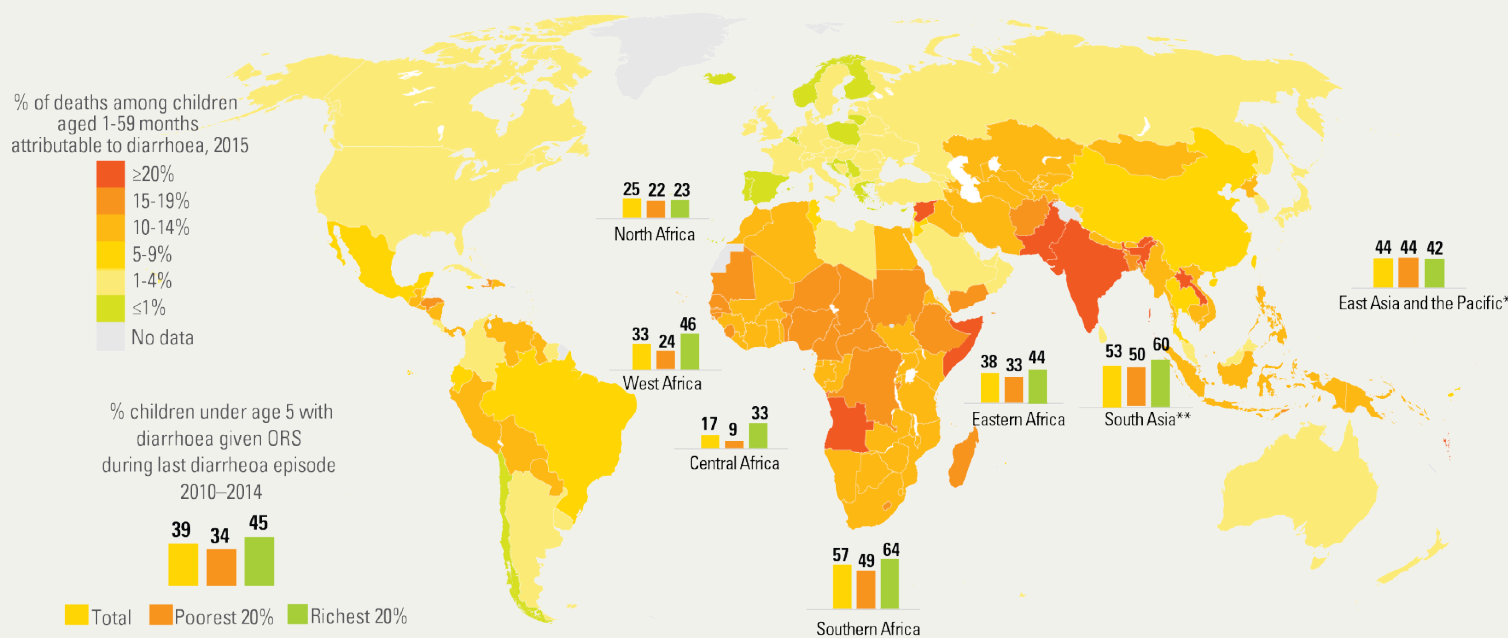 % of deaths among children
aged 1-59 months
attributable to diarrhoea, 2015
≥20%
15-19%
10-14%
5-9%
1-4%
≤1%
No data
% children under age 5 with
diarrhoea given ORS
during last diarrheoa episode
2010–2014
39 34 45
Total Poorest 20% Richest 20%
25 22 23
North Africa
33 24 46
West Africa
17 9 33
Central Africa
57 49 64
Southern Africa
38 33 44
Eastern Africa
53 50 60
South Asia**
44 44 42
East Asia and the Pacific*